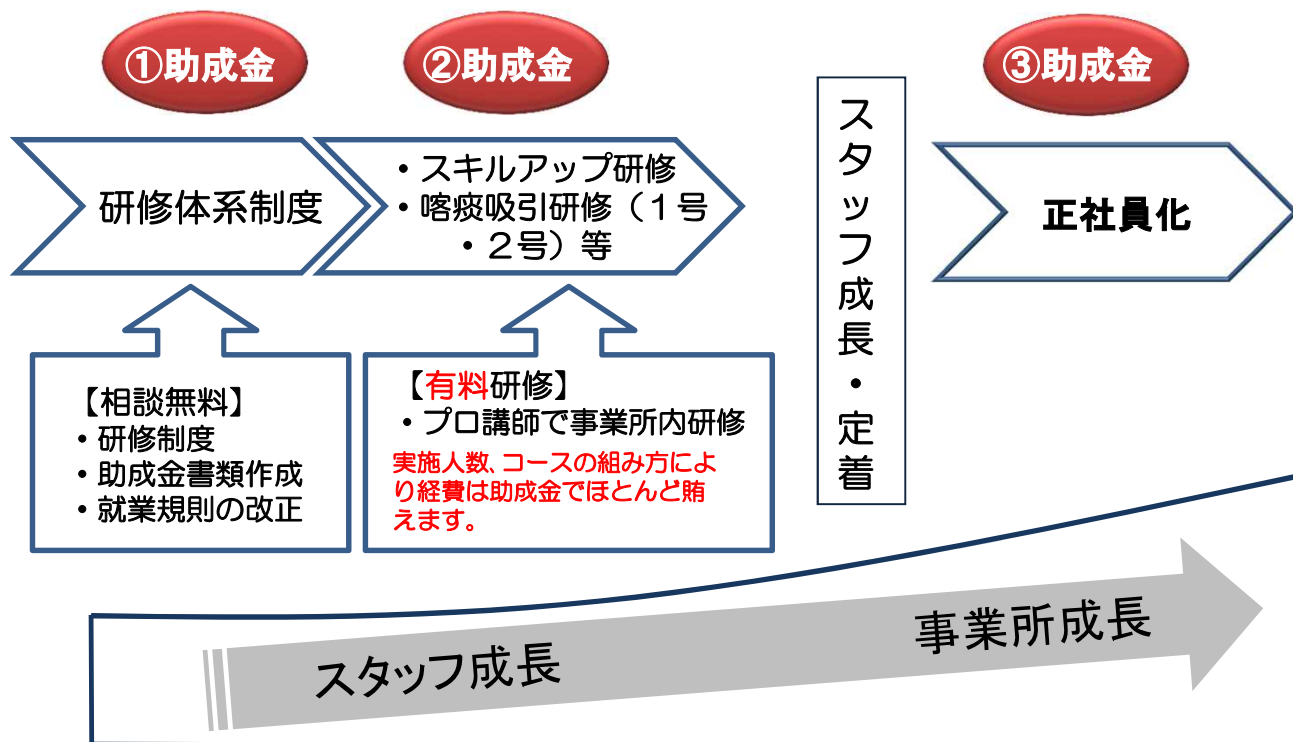 ①助成金
②助成金
③助成金
研修体系制度
・スキルアップ研修
・喀痰吸引研修（１号
・２号）等
スタッフ成長・定着
正社員化
【相談無料】
・研修制度
・助成金書類作成
・就業規則の改正
【有料研修】
・プロ講師で事業所内研修
実施人数、コースの組み方によ
り経費は助成金でほとんど賄
えます。
スタッフ成長
事業所成長